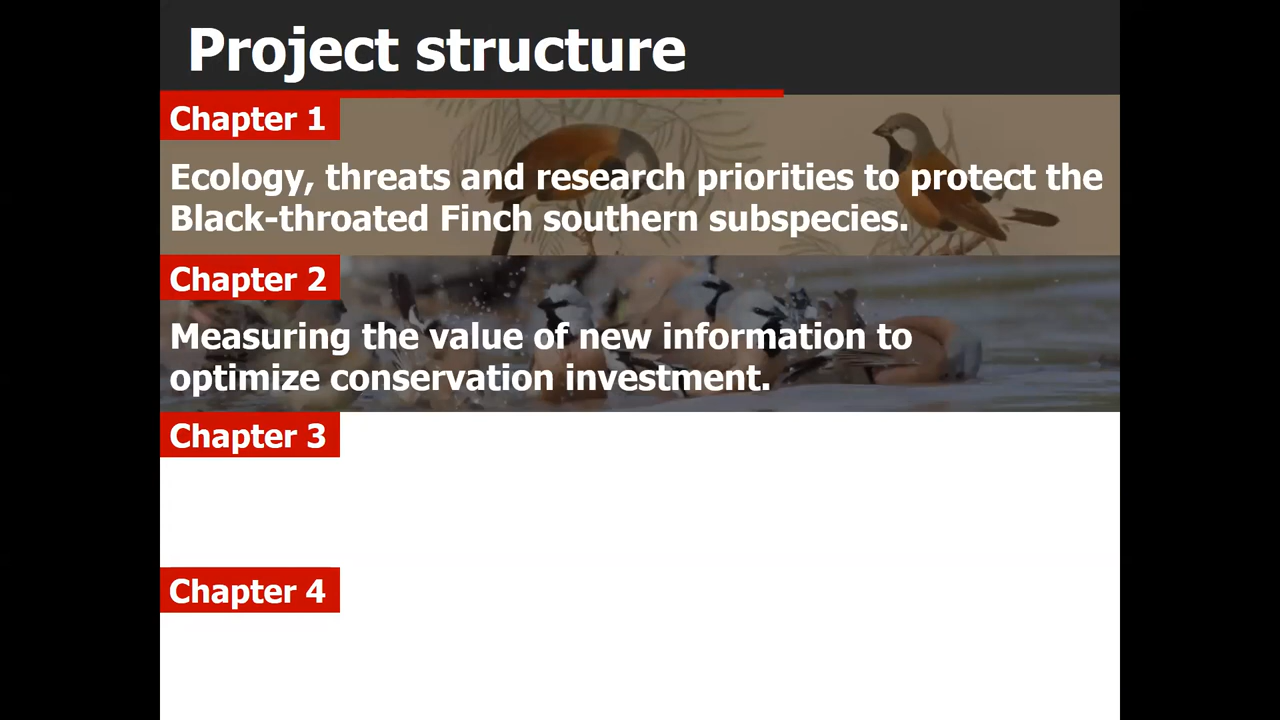 Project structure
Chapter 1
Ecology, threats and research priorities to protect the
Black-throated Finch southern subspecies.
Chapter 2
Measuring the value of new information to
optimize conservation investment.
Chapter 3
Chapter 4